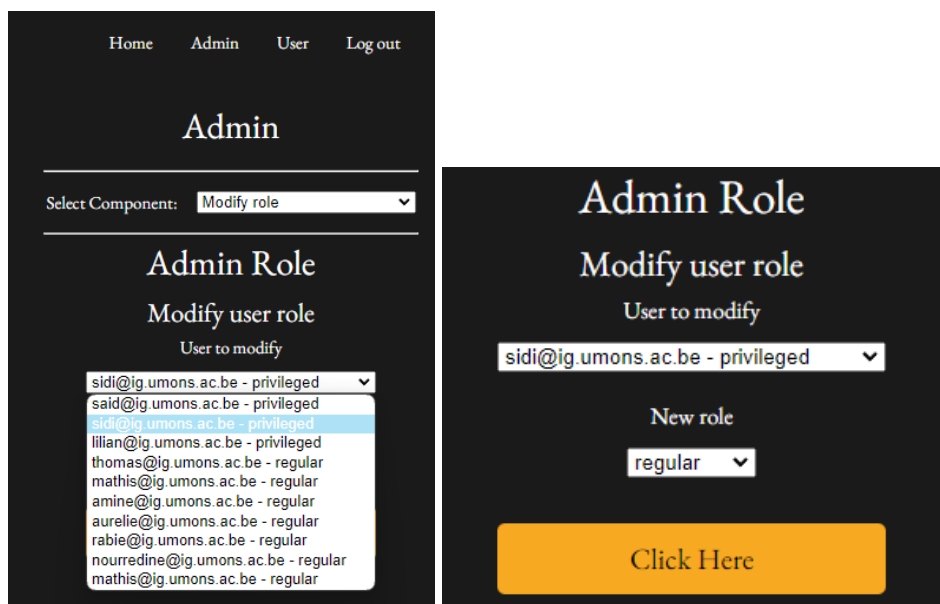 Home Admin User Log out
Admin
Select Component: Modify role
Admin Role
Modify user role
User to modify
sidi@ig.umons.ac.be - privileged
said@ig.umons.ac.be - privileged
sidi@ig.umons.ac.be - privileged
lilian@ig.umons.ac.be - privileged
thomas@ig.umons.ac.be - regular
mathis@ig.umons.ac.be - regular
amine@ig.umons.ac.be - regular
aurelie@ig.umons.ac.be - regular
rabie@ig.umons.ac.be - regular
nourredine@ig.umons.ac.be - regular
mathis@ig.umons.ac.be - regular
Admin Role
Modify user role
User to modify
sidi@ig.umons.ac.be - privileged
New role
regular
Click Here